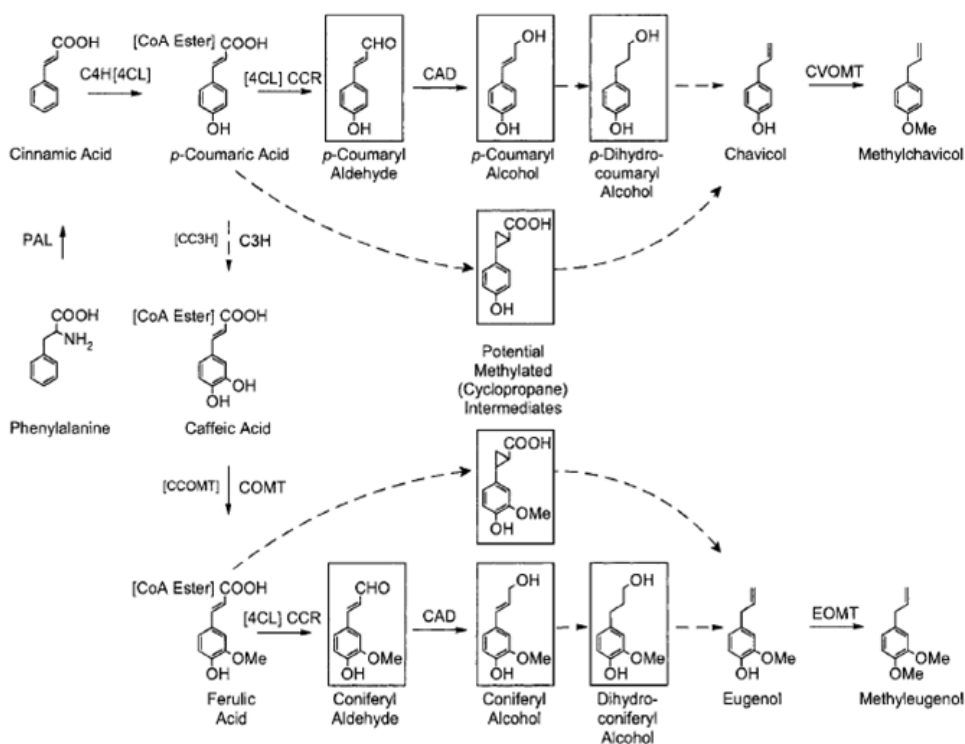 COOH
C4H[4CL]
Cinnamic Acid
[CoA Ester] COOH
OH
p-Coumaric Acid
[4CL] CCR
CHO
OH
p-Coumaryl
Aldehyde
CAD
OH
OH
p-Coumaryl
Alcohol
OH
OH
p-Dihydro-
coumaryl
Alcohol
OH
Chavicol
CVOMT
OMe
Methylchavicol
PAL
[CC3H] C3H
COOH
OH
COOH
NH2
Phenylalanine
[CoA Ester] COOH
OH
OH
Caffeic Acid
Potential
Methylated
(Cyclopropane)
Intermediates
[CCOMT] COMT
COOH
OMe
OH
[CoA Ester] COOH
OMe
OH
Ferulic
Acid
[4CL] CCR
CHO
OMe
OH
Coniferyl
Aldehyde
CAD
OH
OMe
OH
Coniferyl
Alcohol
OH
OMe
OH
Dihydro-
coniferyl
Alcohol
OMe
OH
Eugenol
EOMT
OMe
OMe
Methyleugenol